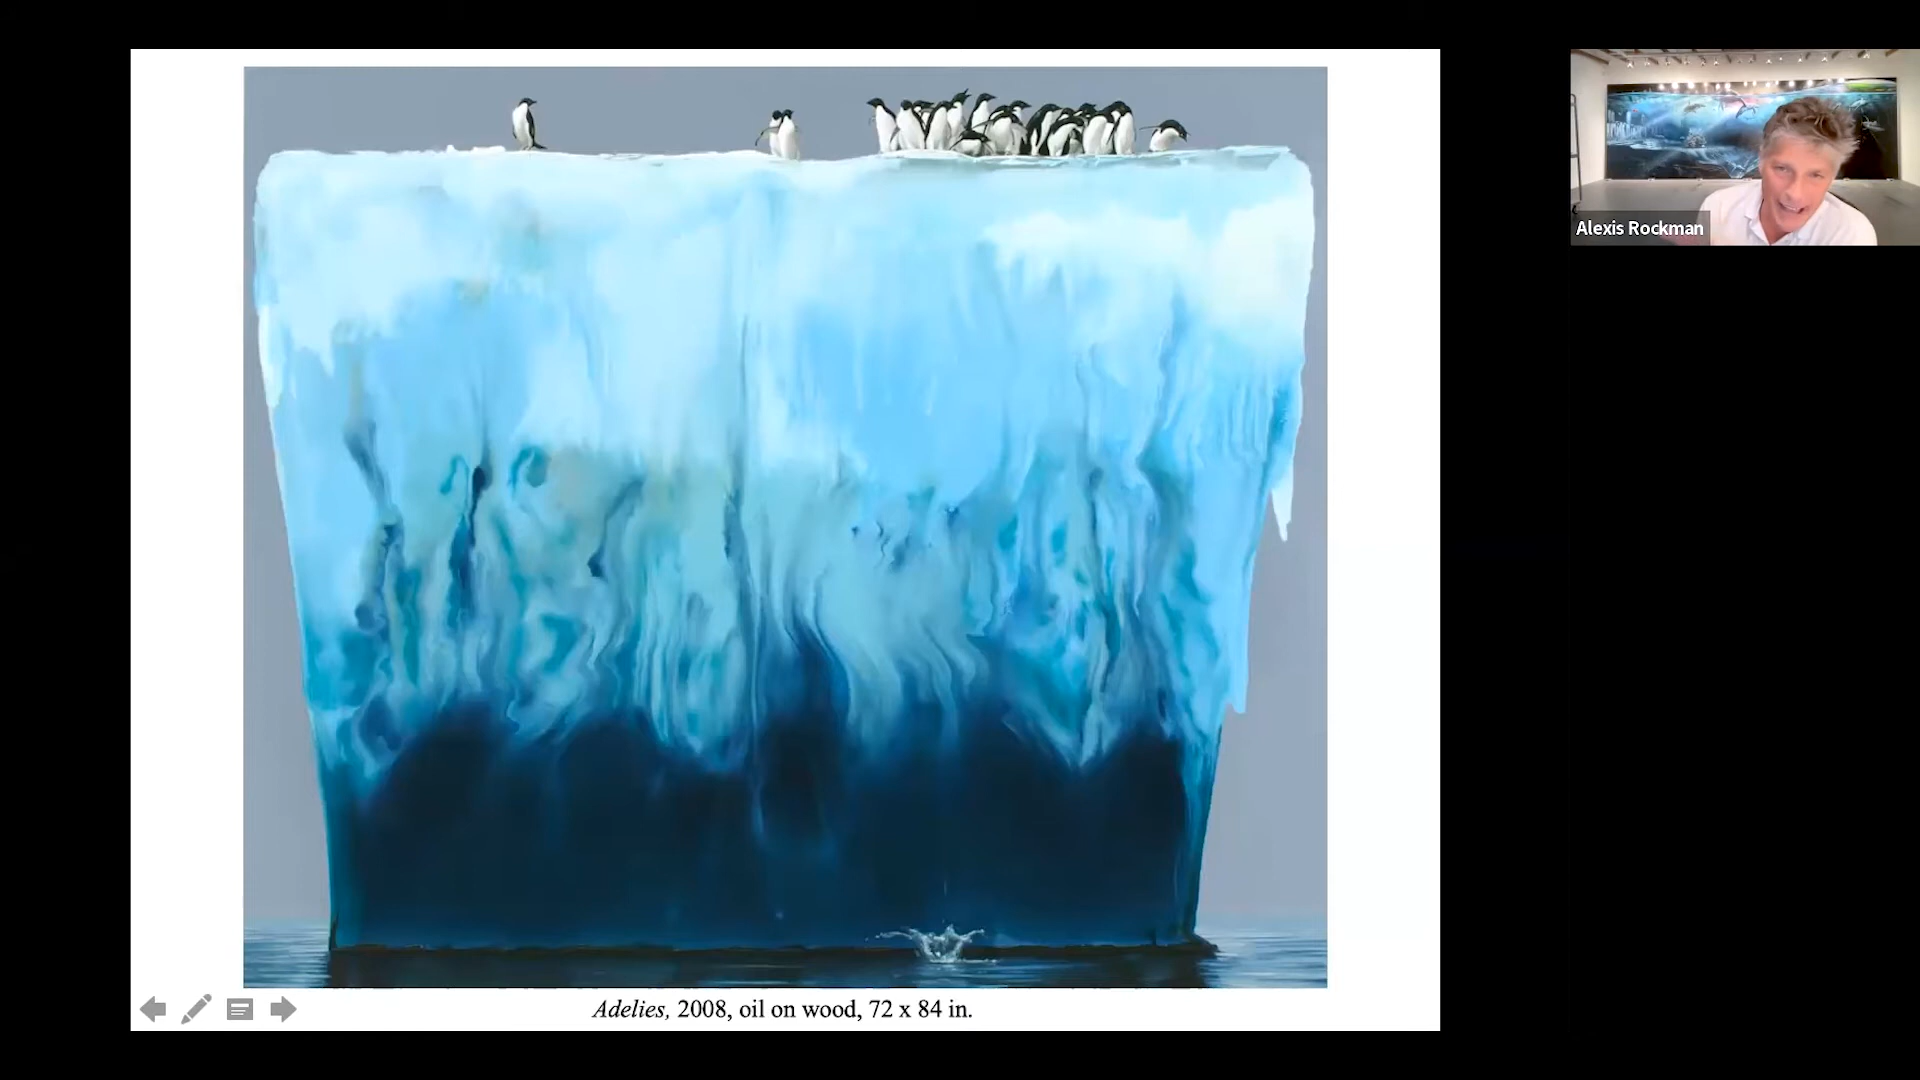 Alexis Rockman
Adelies, 2008, oil on wood, 72 x 84 in.